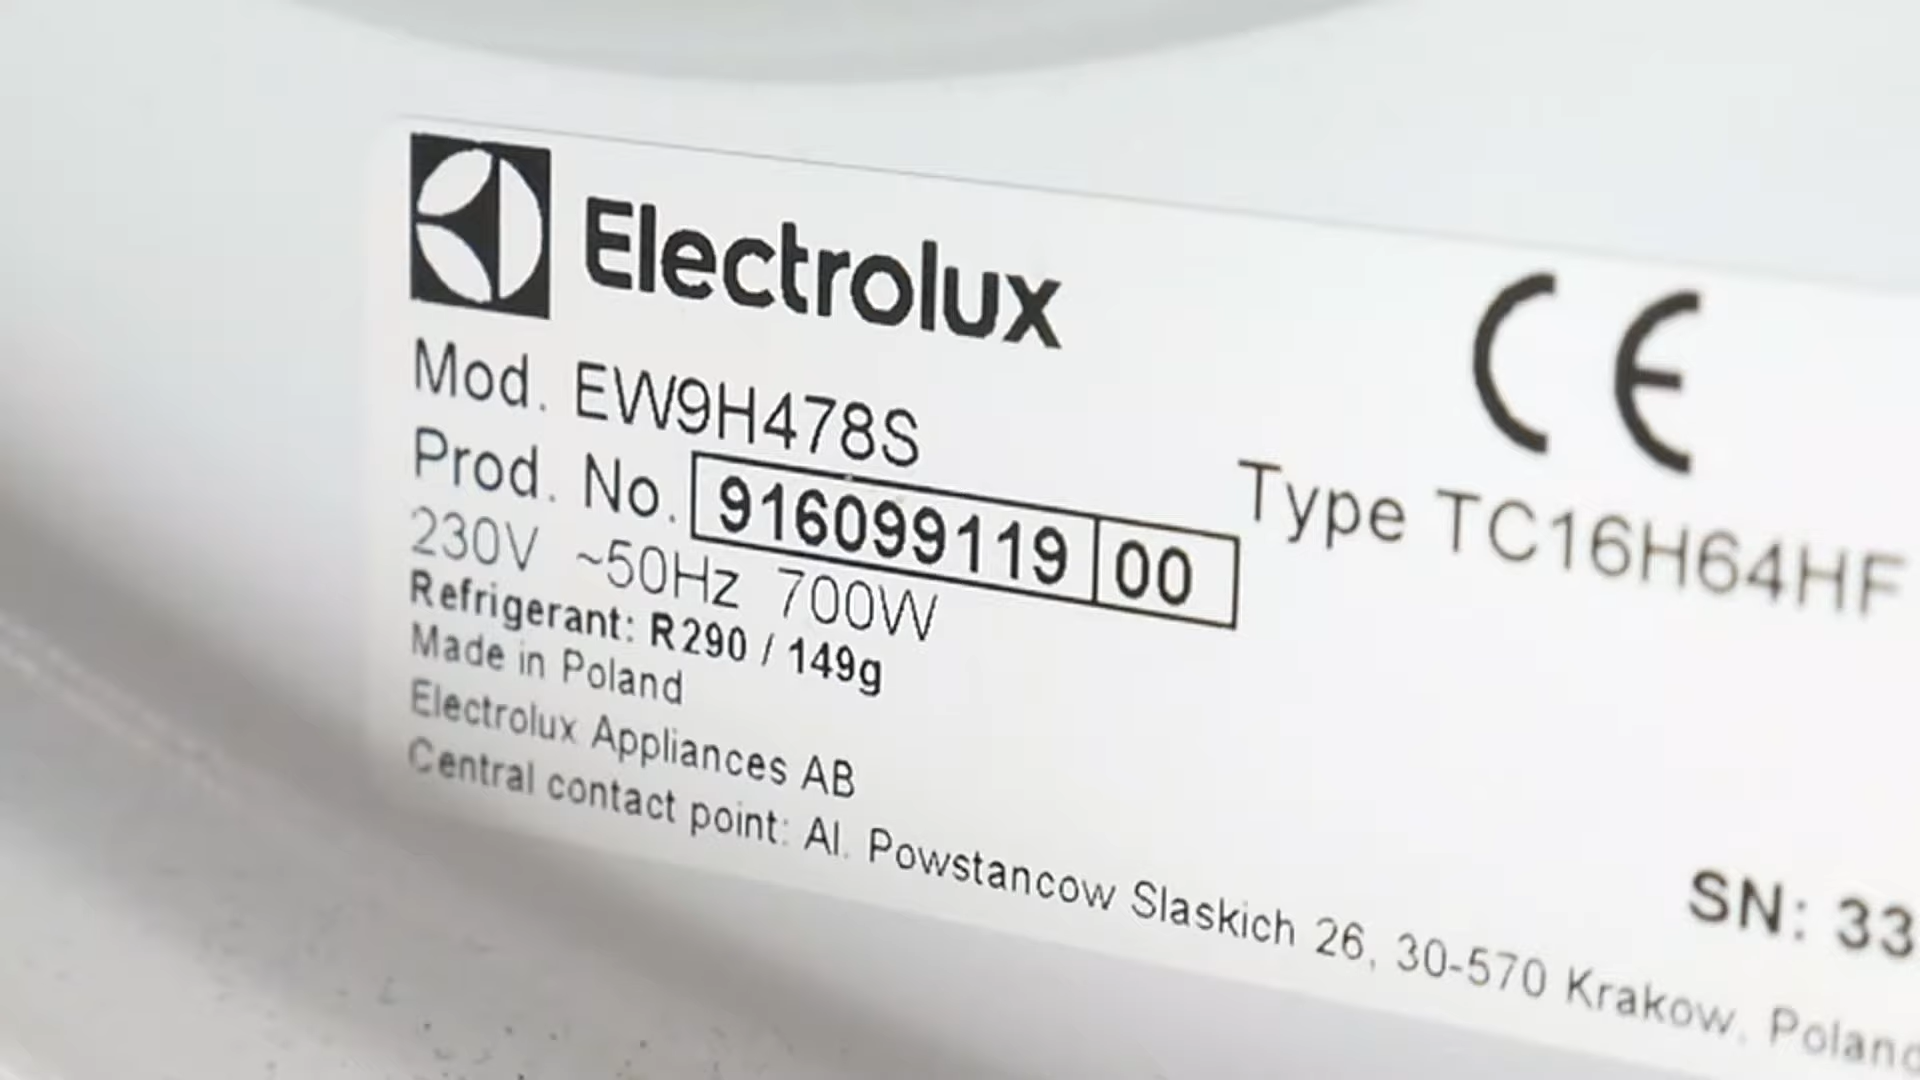 Electrolux
CE
Mod. EW9H478S
Type TC16H64HF
Prod. No. 916099119 00
230V ~50Hz 700W
Refrigerant: R290 / 149g
Made in Poland
Electrolux Appliances AB
SN: 33
Central contact point: Al. Powstancow Slaskich 26, 30-570 Krakow, Poland